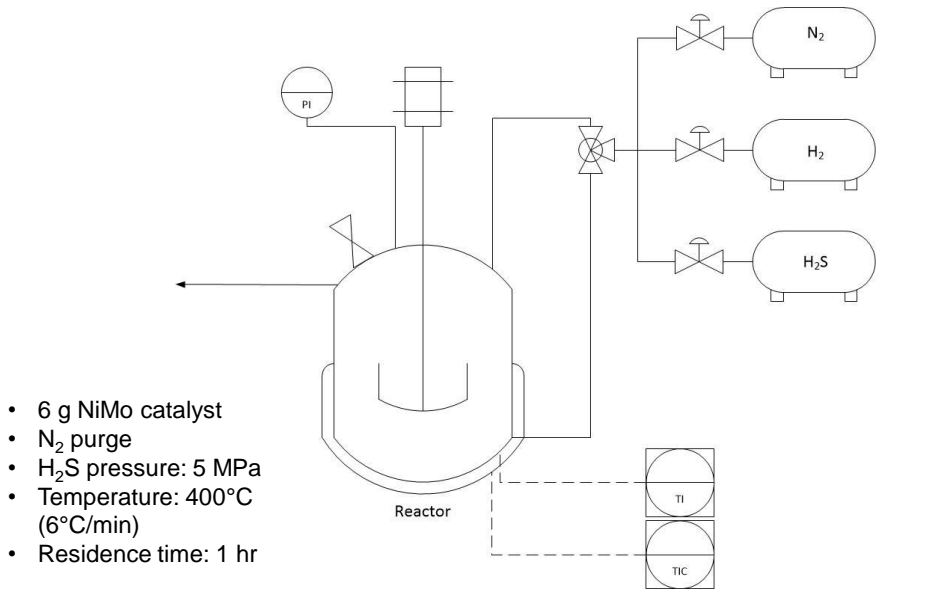 N₂
PI
H₂
H₂S
• 6 g NiMo catalyst
• N₂ purge
• H₂S pressure: 5 MPa
• Temperature: 400°C
(6°C/min)
• Residence time: 1 hr
Reactor
TI
TIC